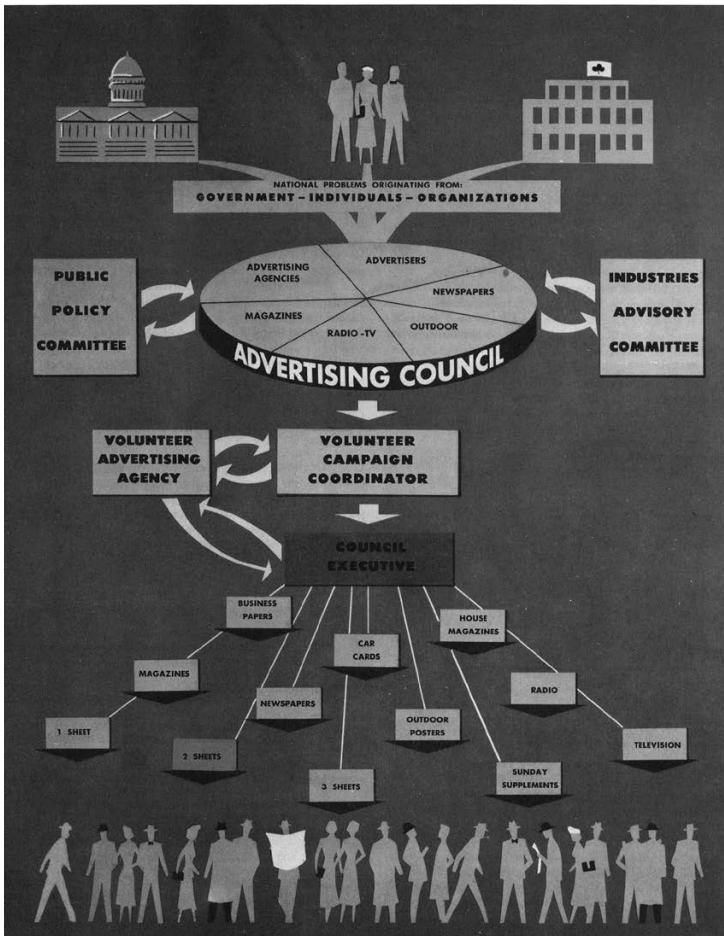 NATIONAL PROBLEMS ORIGINATING FROM:
GOVERNMENT – INDIVIDUALS – ORGANIZATIONS
PUBLIC
POLICY
COMMITTEE
ADVERTISING
AGENCIES
ADVERTISERS
NEWSPAPERS
MAGAZINES
RADIO -TV
OUTDOOR
ADVERTISING COUNCIL
INDUSTRIES
ADVISORY
COMMITTEE
VOLUNTEER
ADVERTISING
AGENCY
VOLUNTEER
CAMPAIGN
COORDINATOR
COUNCIL
EXECUTIVE
BUSINESS
PAPERS
HOUSE
MAGAZINES
CAR
CARDS
MAGAZINES
NEWSPAPERS
RADIO
1 SHEET
OUTDOOR
POSTERS
2 SHEETS
TELEVISION
3 SHEETS
SUNDAY
SUPPLEMENTS